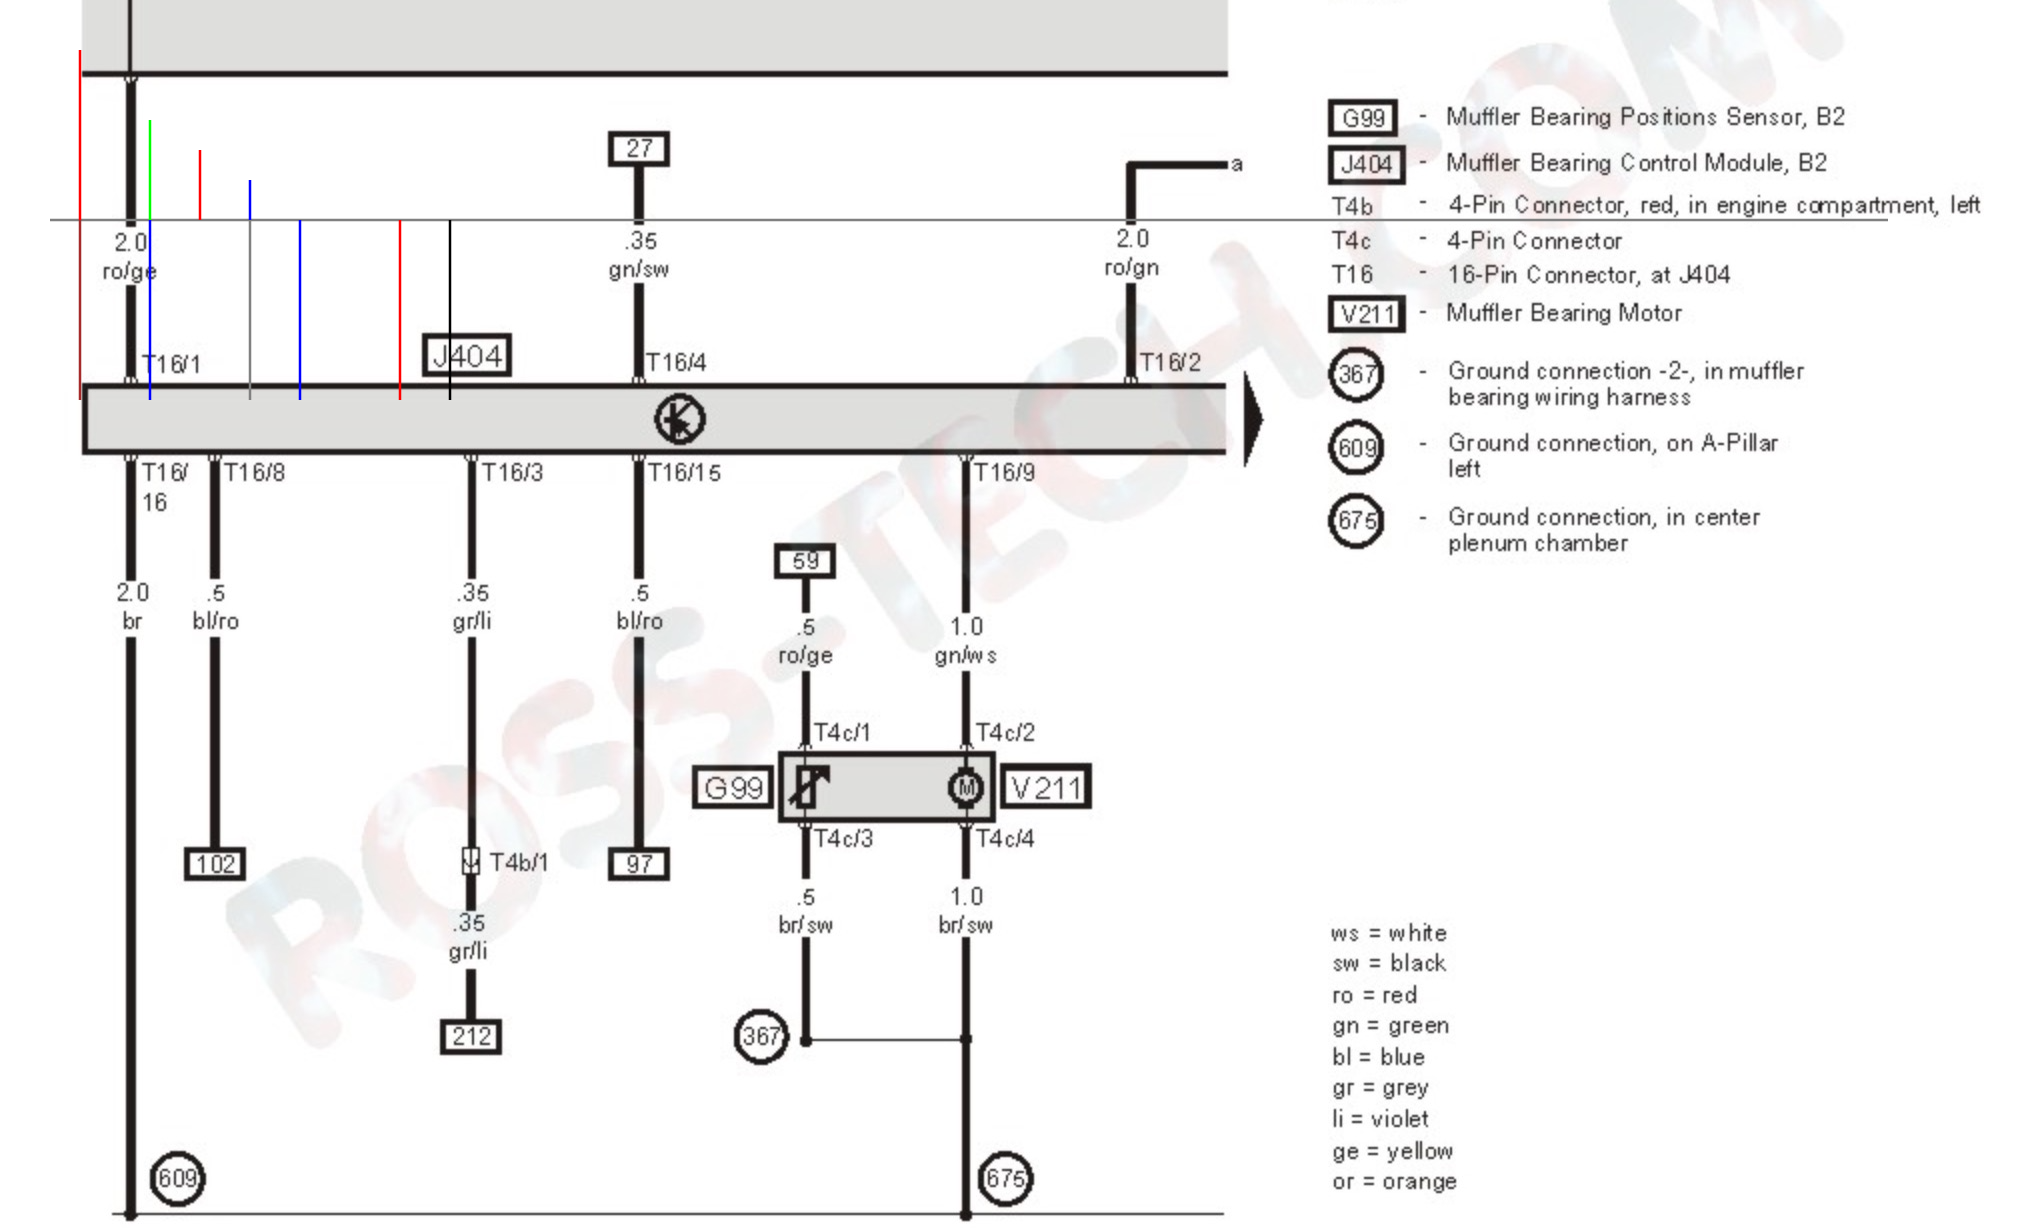 27
a
2.0
ro/ge
.35
gn/sw
2.0
ro/gn
T16/1
J404
T16/4
T16/2
T16/
16
T16/8
T16/3
T16/15
T16/9
59
2.0
br
.5
bl/ro
.35
gr/li
.5
bl/ro
.5
ro/ge
1.0
gn/ws
T4c/1
T4c/2
G99
M
V211
T4c/3
T4c/4
102
T4b/1
97
.35
gr/li
.5
br/sw
1.0
br/sw
212
367
609
675
G99 - Muffler Bearing Positions Sensor, B2
J404 - Muffler Bearing Control Module, B2
T4b - 4-Pin Connector, red, in engine compartment, left
T4c - 4-Pin Connector
T16 - 16-Pin Connector, at J404
V211 - Muffler Bearing Motor
367 - Ground connection -2-, in muffler
bearing wiring harness
609 - Ground connection, on A-Pillar
left
675 - Ground connection, in center
plenum chamber
ws = white
sw = black
ro = red
gn = green
bl = blue
gr = grey
li = violet
ge = yellow
or = orange
ROSS-TECH.COM